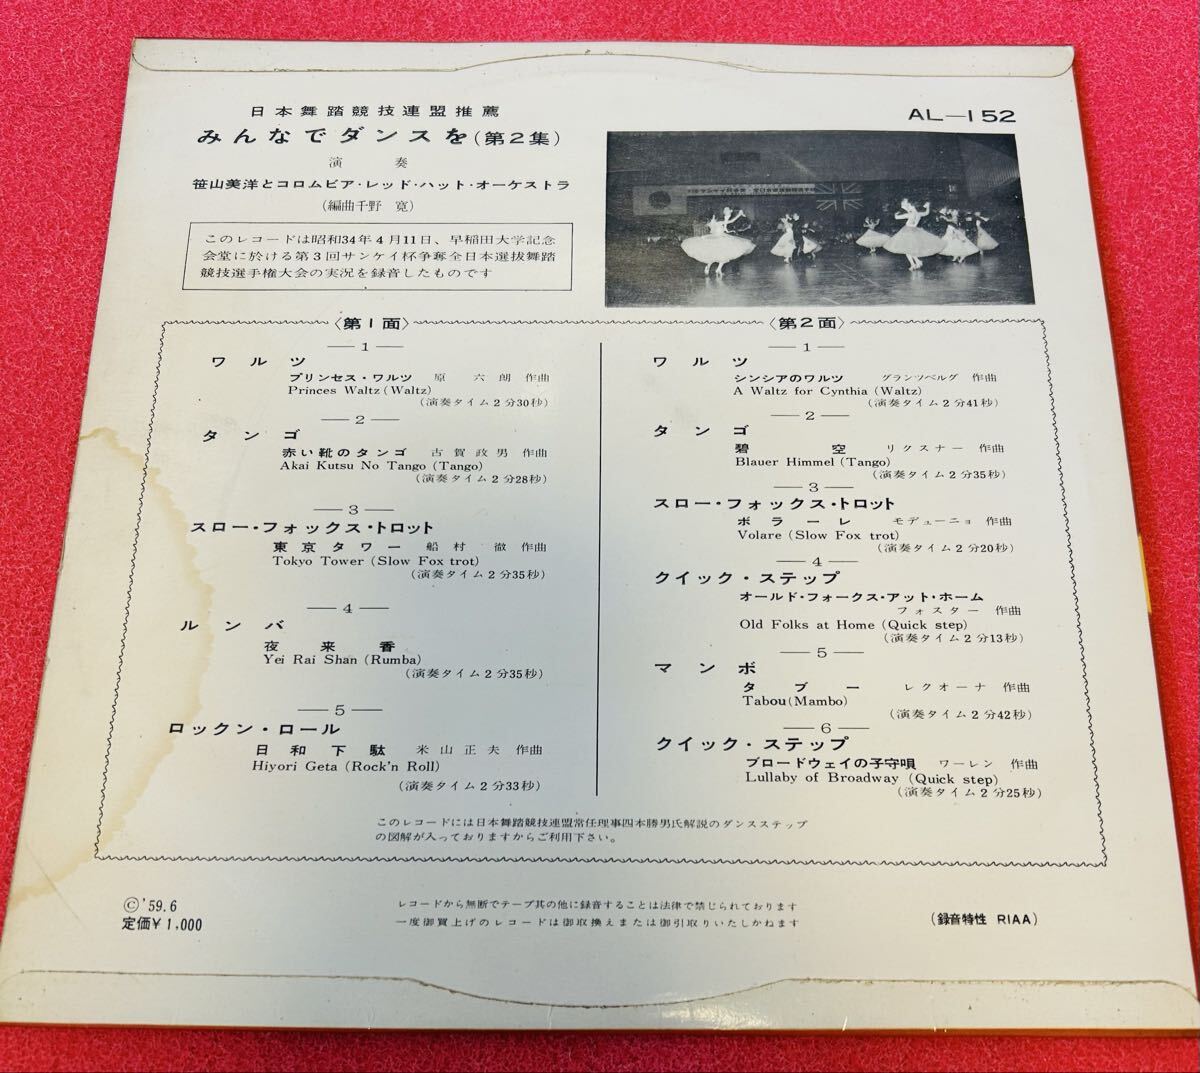 日本舞踏競技連盟推薦
みんなでダンスを(第2集)
演奏
笹山美洋とコロムビア・レッド・ハット・オーケストラ
(編曲千野 寛)
このレコードは昭和34年4月11日、早稲田大学記念
会堂に於ける第3回サンケイ杯争奪全日本選抜舞踏
競技選手権大会の実況を録音したものです
AL-152
〈第1面〉
—1—
ワルツ
プリンセス・ワルツ 原 六朗 作曲
Princes Waltz (Waltz)
(演奏タイム2分30秒)
—2—
タンゴ
赤い靴のタンゴ 古賀政男 作曲
Akai Kutsu No Tango (Tango)
(演奏タイム2分28秒)
—3—
スロー・フォックス・トロット
東京タワー 船村 徹 作曲
Tokyo Tower (Slow Fox trot)
(演奏タイム2分35秒)
—4—
ルンバ
夜来香
Yei Rai Shan (Rumba)
(演奏タイム2分35秒)
—5—
ロックン・ロール
日和下駄 米山正夫 作曲
Hiyori Geta (Rock'n Roll)
(演奏タイム2分33秒)
〈第2面〉
—1—
ワルツ
シンシアのワルツ グランツベルグ 作曲
A Waltz for Cynthia (Waltz)
(演奏タイム2分41秒)
—2—
タンゴ
碧空 リクスナー 作曲
Blauer Himmel (Tango)
(演奏タイム2分35秒)
—3—
スロー・フォックス・トロット
ボラーレ モデューニョ 作曲
Volare (Slow Fox trot)
(演奏タイム2分20秒)
—4—
クイック・ステップ
オールド・フォークス・アット・ホーム
フォスター 作曲
Old Folks at Home (Quick step)
(演奏タイム2分13秒)
—5—
マンボ
タブー レクオーナ 作曲
Tabou (Mambo)
(演奏タイム2分42秒)
—6—
クイック・ステップ
ブロードウェイの子守唄 ワーレン 作曲
Lullaby of Broadway (Quick step)
(演奏タイム2分25秒)
このレコードには日本舞踏競技連盟常任理事四本勝男氏解説のダンスステップ
の図解が入っておりますからご利用下さい。
©'59.6
定価¥1,000
レコードから無断でテープ其の他に録音することは法律で禁じられております
一度御買上げのレコードは御取換えまたは御引取りいたしかねます
(録音特性 RIAA)